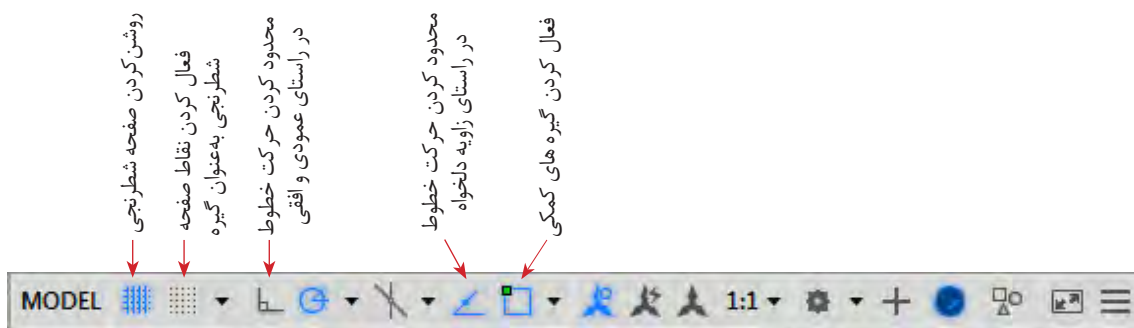 روشن کردن صفحه شطرنجی
فعال کردن نقاط صفحه
شطرنجی به‌عنوان گیره
محدود کردن حرکت خطوط
در راستای عمودی و افقی
محدود کردن حرکت خطوط
در راستای زاویه دلخواه
فعال کردن گیره های کمکی
MODEL
1:1